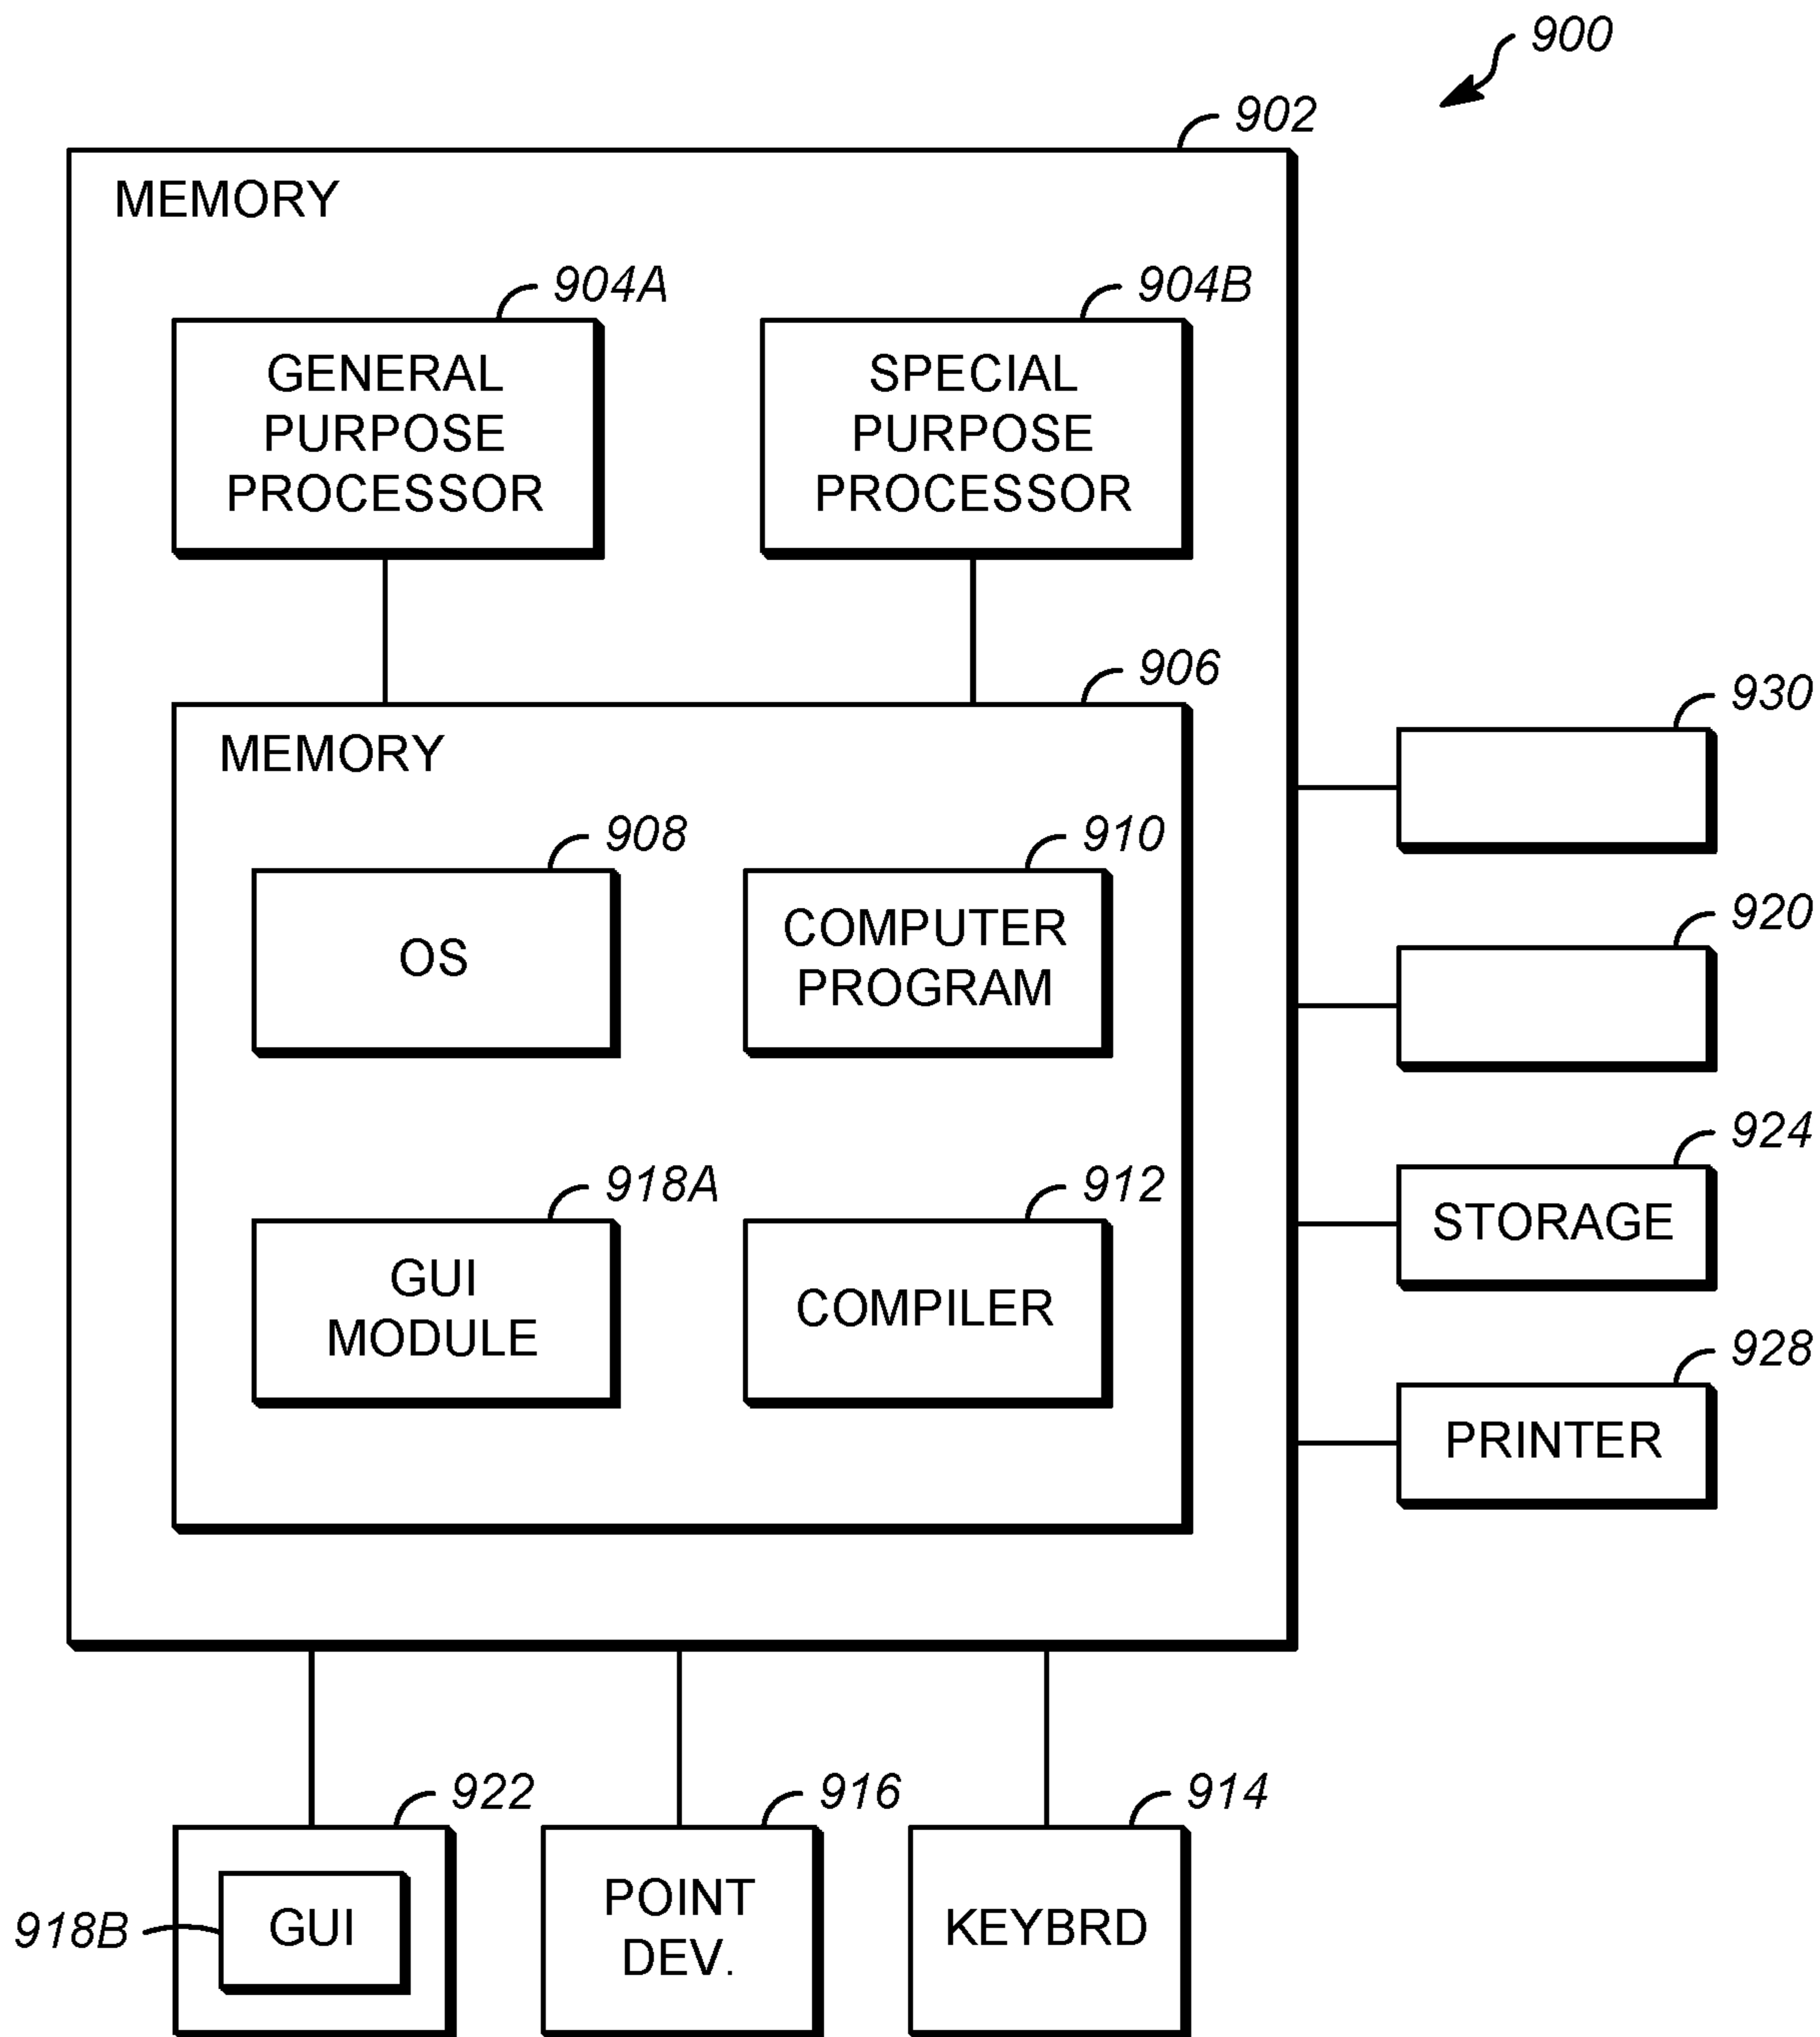 900
902
MEMORY
904A
904B
GENERAL
PURPOSE
PROCESSOR
SPECIAL
PURPOSE
PROCESSOR
906
MEMORY
930
908
910
OS
COMPUTER
PROGRAM
920
918A
912
GUI
MODULE
COMPILER
924
STORAGE
928
PRINTER
922
916
914
918B
GUI
POINT
DEV.
KEYBRD